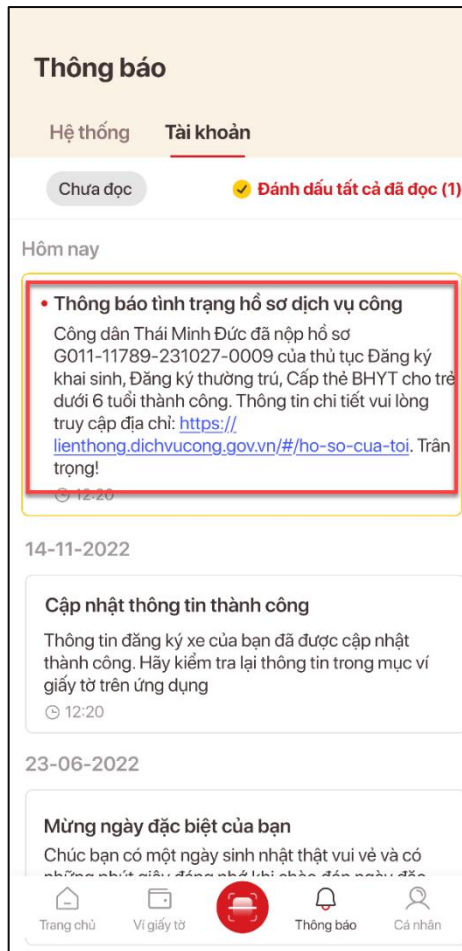 Thông báo
Hệ thống Tài khoản
Chưa đọc Đánh dấu tất cả đã đọc (1)
Hôm nay
Thông báo tình trạng hồ sơ dịch vụ công
Công dân Thái Minh Đức đã nộp hồ sơ
G011-11789-231027-0009 của thủ tục Đăng ký
khai sinh, Đăng ký thường trú, Cấp thẻ BHYT cho trẻ
dưới 6 tuổi thành công. Thông tin chi tiết vui lòng
truy cập địa chỉ: https://
lienthong.dichvucong.gov.vn/#/ho-so-cua-toi. Trân
trọng!
12:20
14-11-2022
Cập nhật thông tin thành công
Thông tin đăng ký xe của bạn đã được cập nhật
thành công. Hãy kiểm tra lại thông tin trong mục ví
giấy tờ trên ứng dụng
12:20
23-06-2022
Mừng ngày đặc biệt của bạn
Chúc bạn có một ngày sinh nhật thật vui vẻ và có
Trang chủ Ví giấy tờ Thông báo Cá nhân